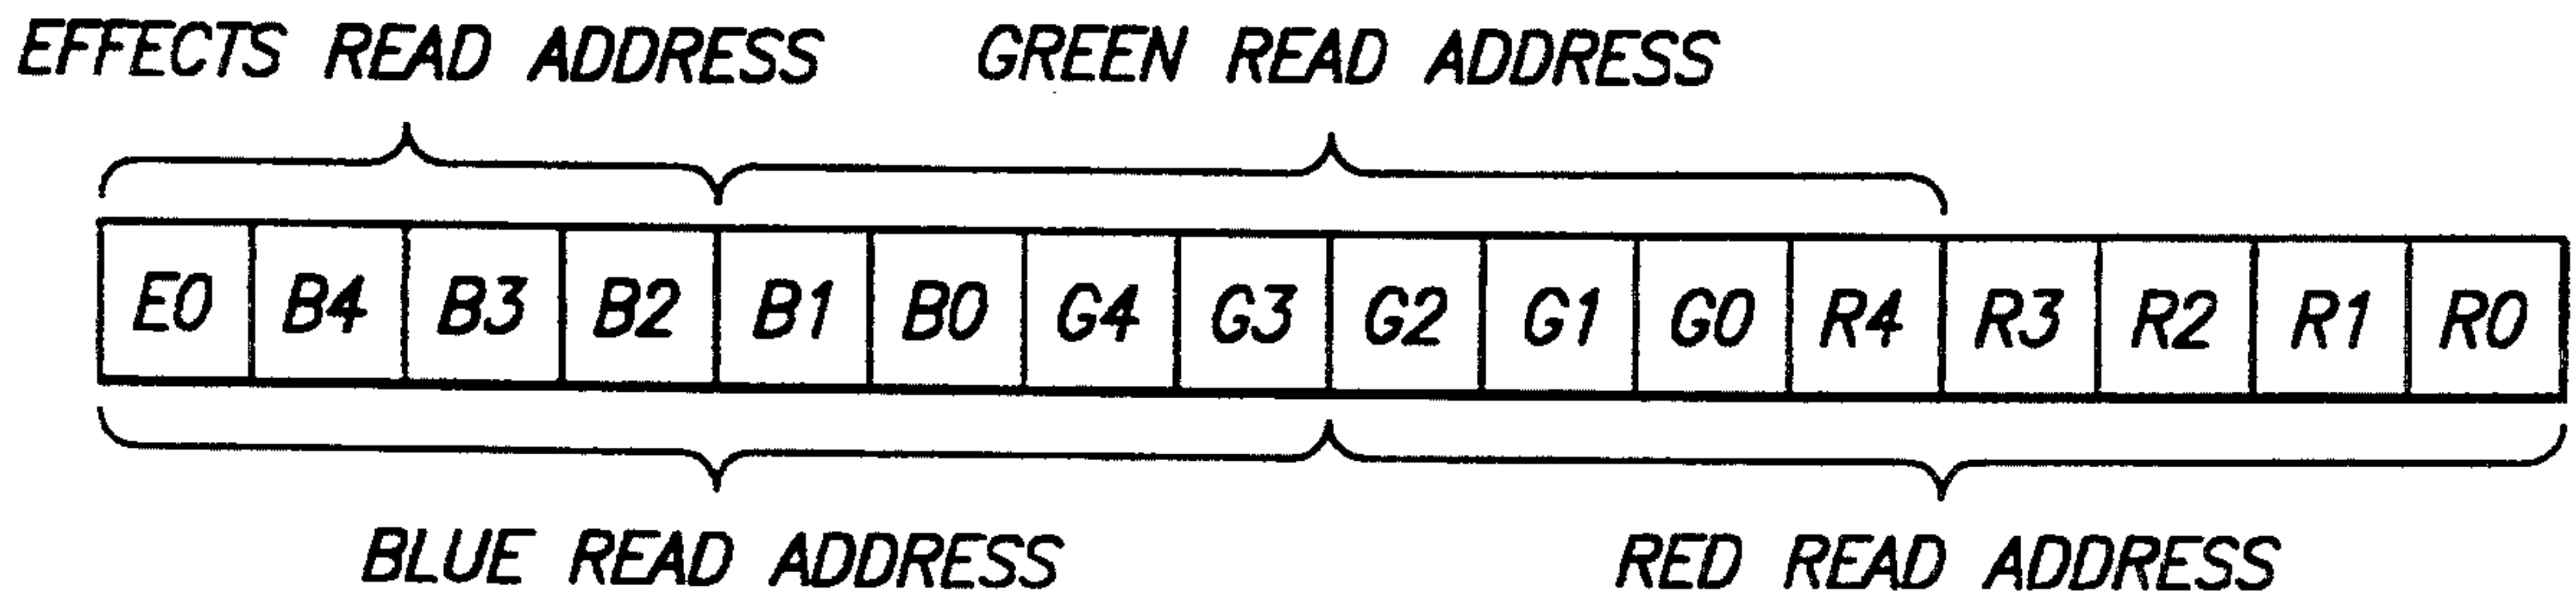 EFFECTS READ ADDRESS GREEN READ ADDRESS
E0 B4 B3 B2 B1 B0 G4 G3 G2 G1 G0 R4 R3 R2 R1 R0
BLUE READ ADDRESS RED READ ADDRESS